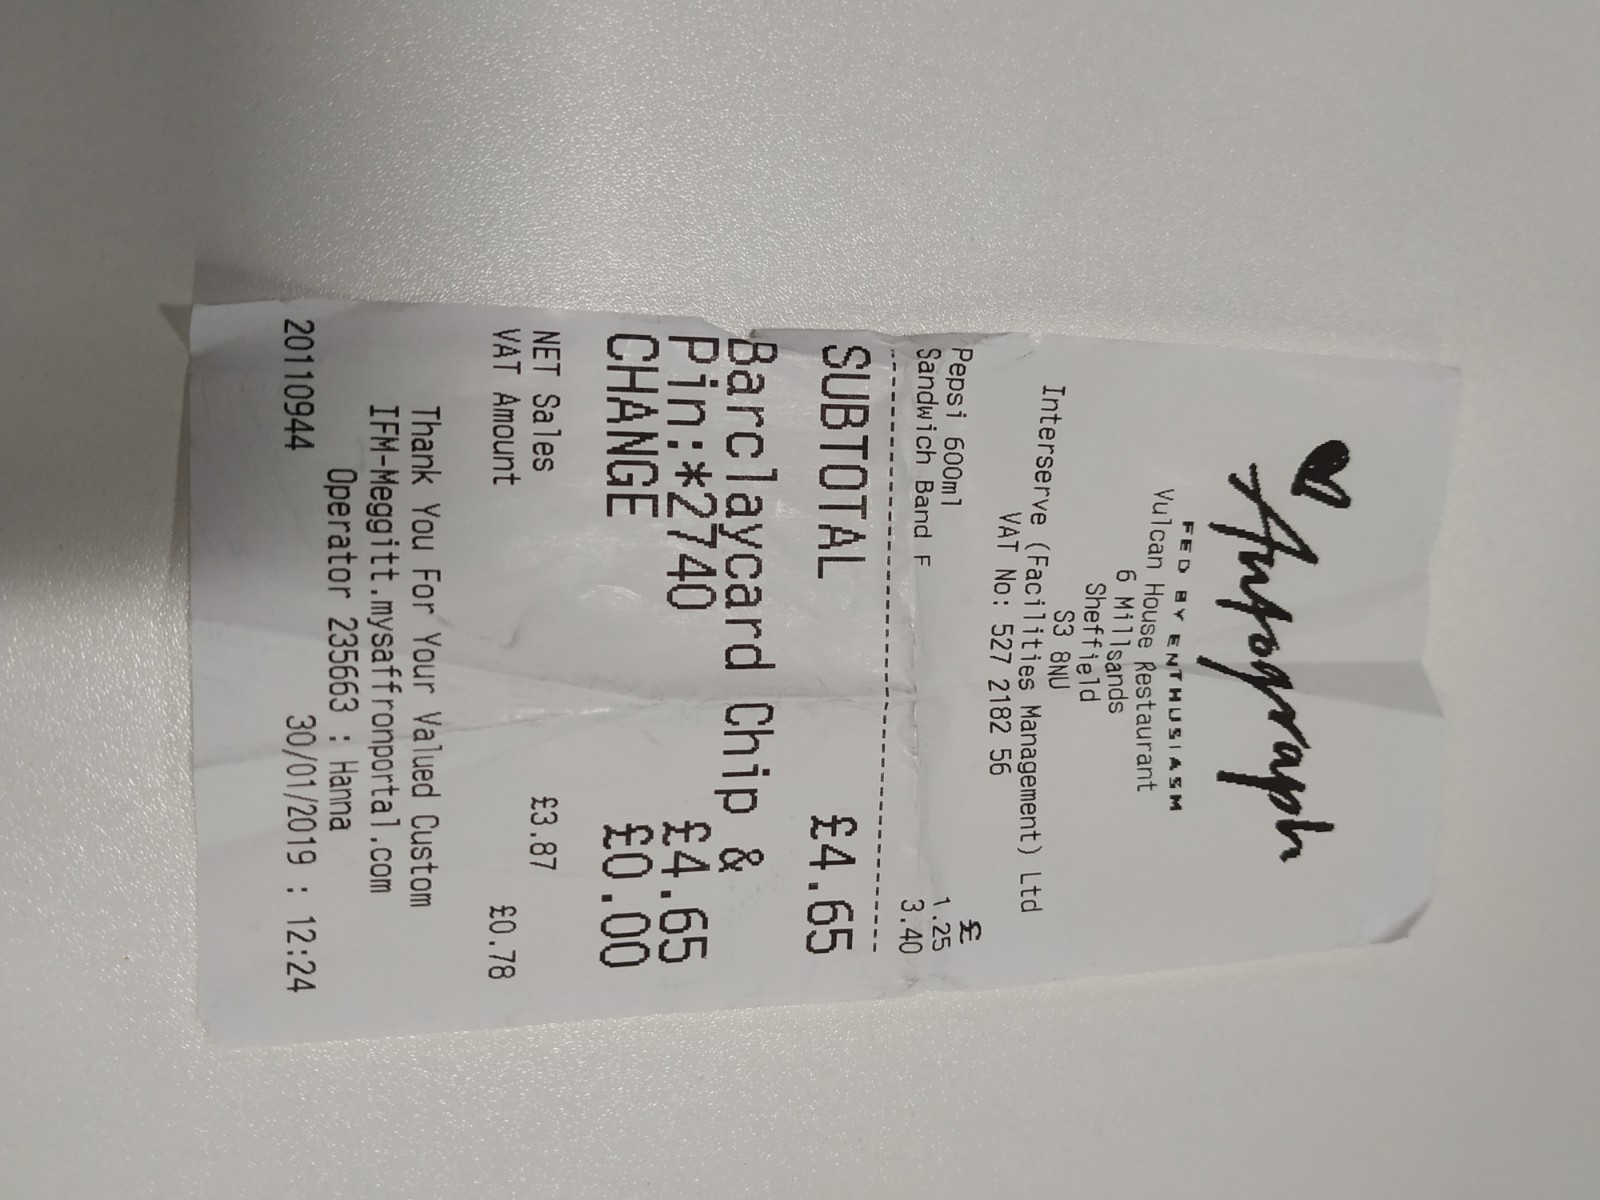 Autograph
FED BY ENTHUSIASM
Vulcan House Restaurant
6 Millsands
Sheffield
S3 8NU
Interserve (Facilities Management) Ltd
VAT No: 527 2182 56
£
Pepsi 600ml 1.25
Sandwich Band F 3.40
SUBTOTAL £4.65
Barclaycard Chip &
Pin:*2740 £4.65
CHANGE £0.00
NET Sales £3.87
VAT Amount £0.78
Thank You For Your Valued Custom
IFM-Meggitt.mysaffronportal.com
Operator 235663 : Hanna
20110944 30/01/2019 : 12:24